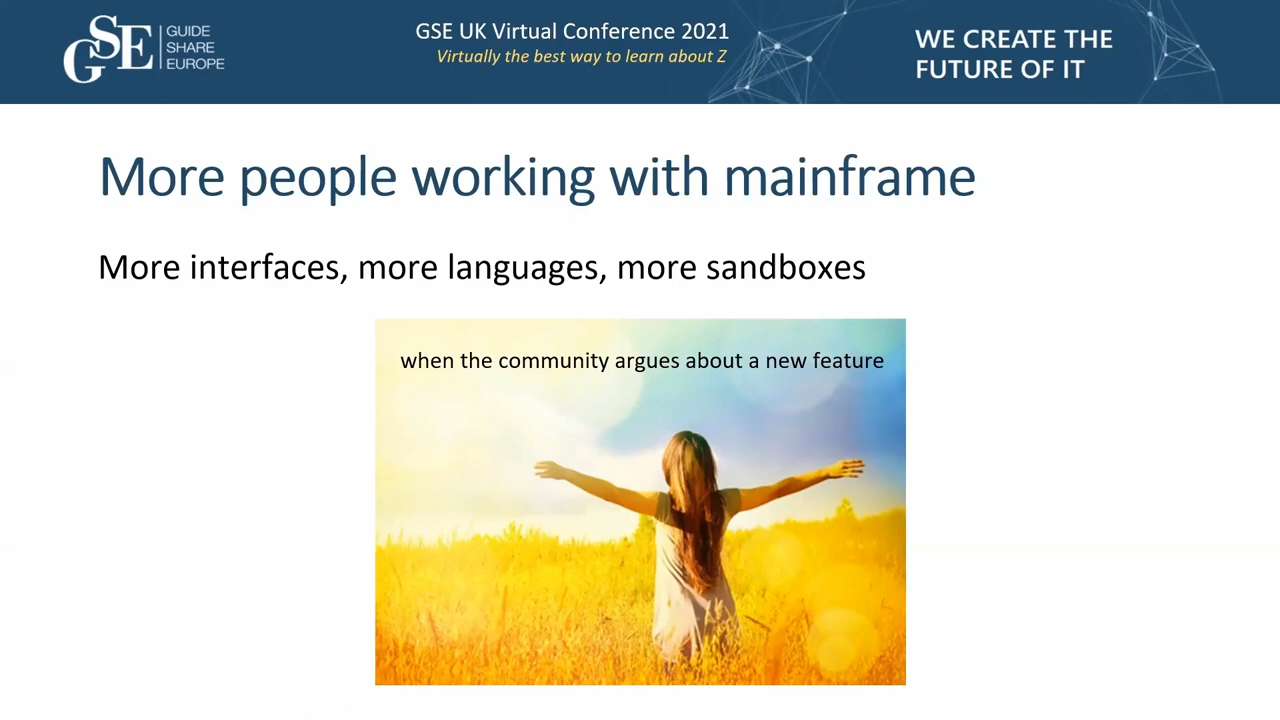 GSE
GUIDE
SHARE
EUROPE
GSE UK Virtual Conference 2021
Virtually the best way to learn about Z
WE CREATE THE
FUTURE OF IT
More people working with mainframe
More interfaces, more languages, more sandboxes
when the community argues about a new feature